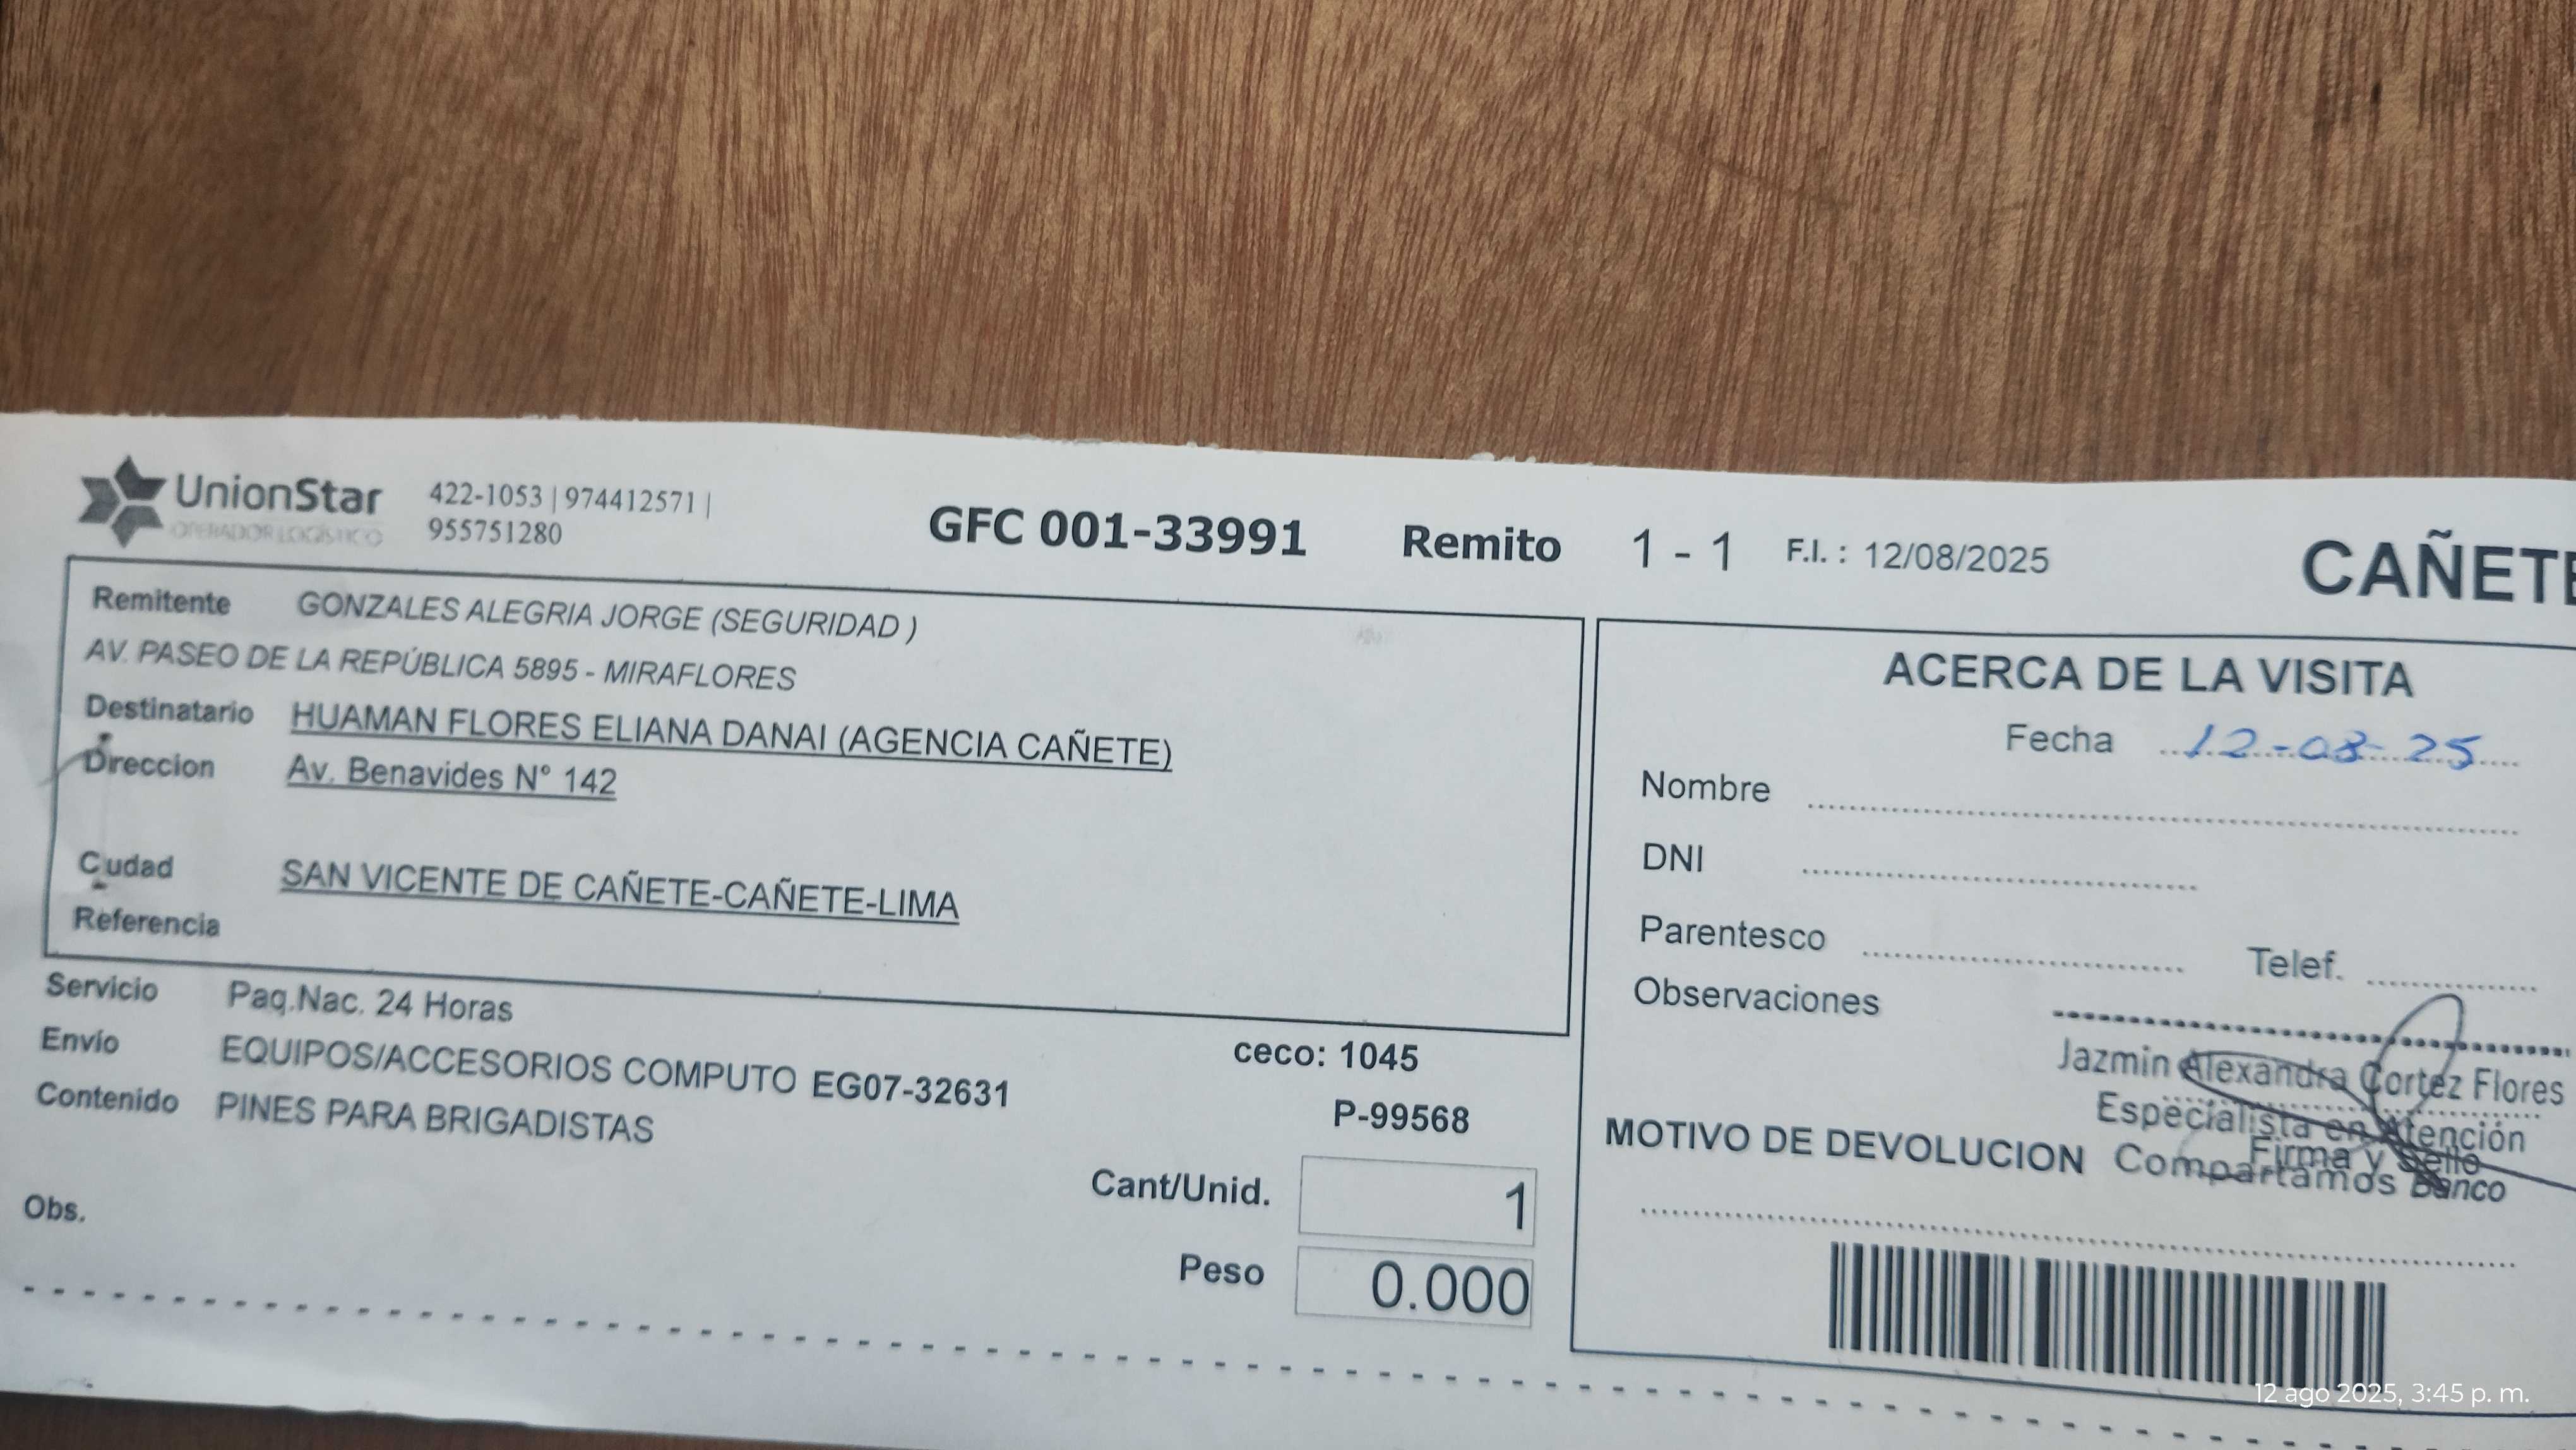 UnionStar
OPERADOR LOGÍSTICO
422-1053 | 974412571 |
955751280
GFC 001-33991 Remito 1 - 1 F.I. : 12/08/2025
CAÑETE
Remitente GONZALES ALEGRIA JORGE (SEGURIDAD )
AV. PASEO DE LA REPÚBLICA 5895 - MIRAFLORES
Destinatario HUAMAN FLORES ELIANA DANAI (AGENCIA CAÑETE)
Direccion Av. Benavides N° 142
Ciudad SAN VICENTE DE CAÑETE-CAÑETE-LIMA
Referencia
Servicio Paq.Nac. 24 Horas
Envío EQUIPOS/ACCESORIOS COMPUTO EG07-32631
ceco: 1045
Contenido PINES PARA BRIGADISTAS
P-99568
Cant/Unid. 1
Peso 0.000
Obs.
ACERCA DE LA VISITA
Fecha 12-08-25
Nombre
DNI
Parentesco
Telef.
Observaciones
Jazmin Alexandra Cortez Flores
Especialista en Atención
Firma y Sello
MOTIVO DE DEVOLUCION
Compartamos Banco
12 ago 2025, 3:45 p. m.